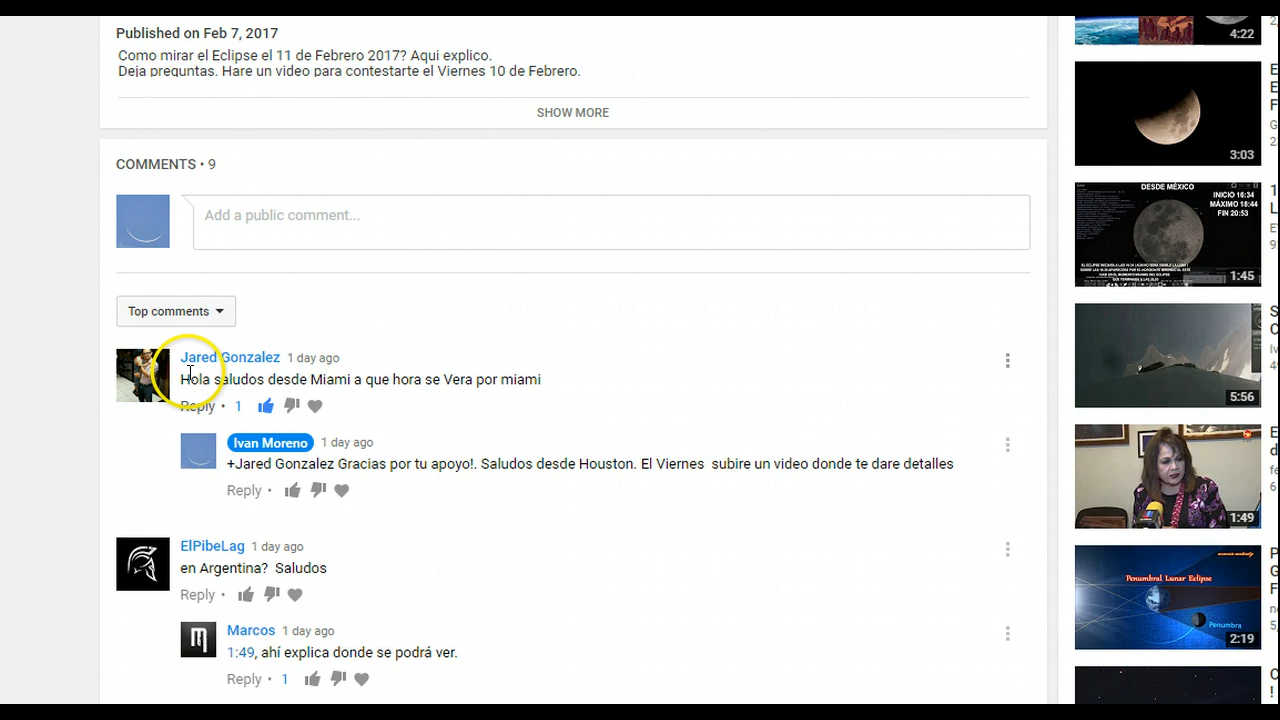 Published on Feb 7, 2017
Como mirar el Eclipse el 11 de Febrero 2017? Aqui explico.
Deja preguntas. Hare un video para contestarte el Viernes 10 de Febrero.
SHOW MORE
COMMENTS • 9
Add a public comment...
Top comments
Jared Gonzalez 1 day ago
Hola saludos desde Miami a que hora se Vera por miami
Reply • 1
Ivan Moreno 1 day ago
+Jared Gonzalez Gracias por tu apoyo!. Saludos desde Houston. El Viernes subire un video donde te dare detalles
Reply •
ElPibeLag 1 day ago
en Argentina? Saludos
Reply •
Marcos 1 day ago
1:49, ahí explica donde se podrá ver.
Reply • 1
4:22
3:03
DESDE MÉXICO
INICIO 16:34
MÁXIMO 18:44
FIN 20:53
1:45
5:56
1:49
Penumbral Lunar Eclipse
Penumbra
2:19